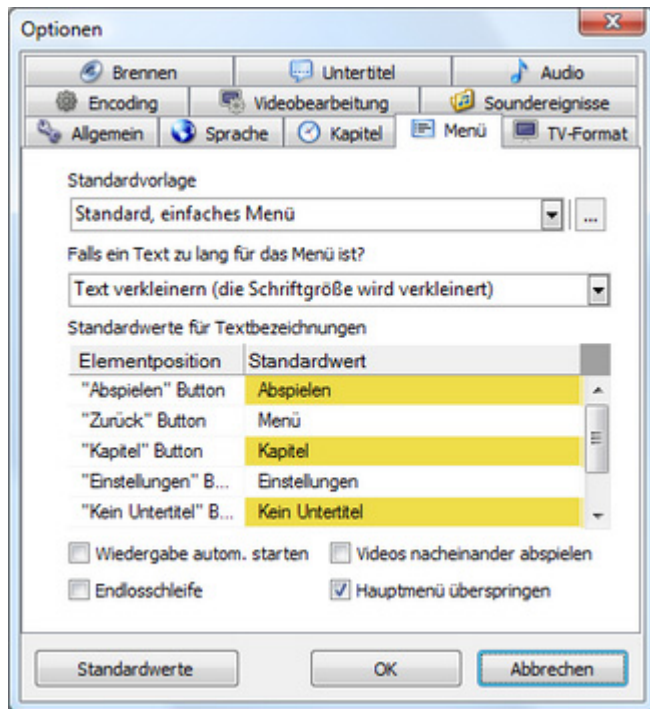 Optionen
Brennen Untertitel Audio
Encoding Videobearbeitung Soundereignisse
Allgemein Sprache Kapitel Menü TV-Format
Standardvorlage
Standard, einfaches Menü ...
Falls ein Text zu lang für das Menü ist?
Text verkleinern (die Schriftgröße wird verkleinert)
Standardwerte für Textbezeichnungen
Elementposition Standardwert
"Abspielen" Button Abspielen
"Zurück" Button Menü
"Kapitel" Button Kapitel
"Einstellungen" B... Einstellungen
"Kein Untertitel" B... Kein Untertitel
Wiedergabe autom. starten Videos nacheinander abspielen
Endlosschleife Hauptmenü überspringen
Standardwerte OK Abbrechen